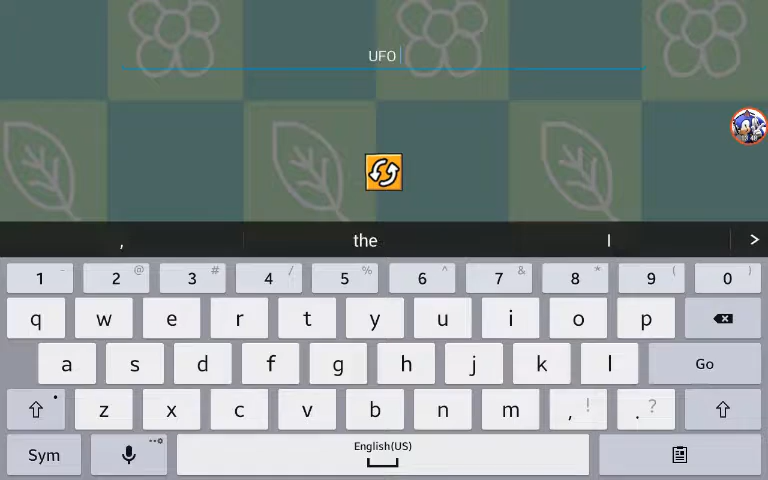 UFO
, the I >
1 - 2 @ 3 # 4 / 5 % 6 ^ 7 & 8 * 9 ( 0 )
q w e r t y u i o p
a s d f g h j k l Go
z x c v b n m , ! . ?
Sym English(US)